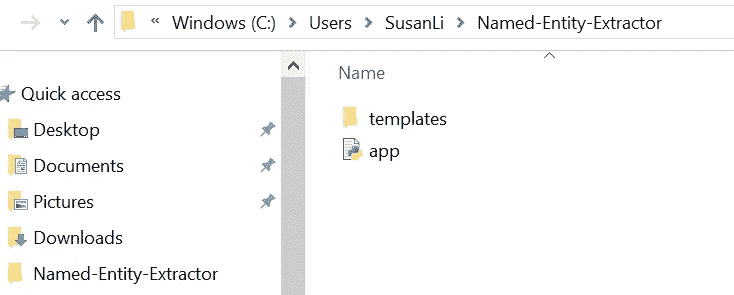 « Windows (C:) > Users > SusanLi > Named-Entity-Extractor
Quick access
Desktop
Documents
Pictures
Downloads
Named-Entity-Extractor
Name
templates
app